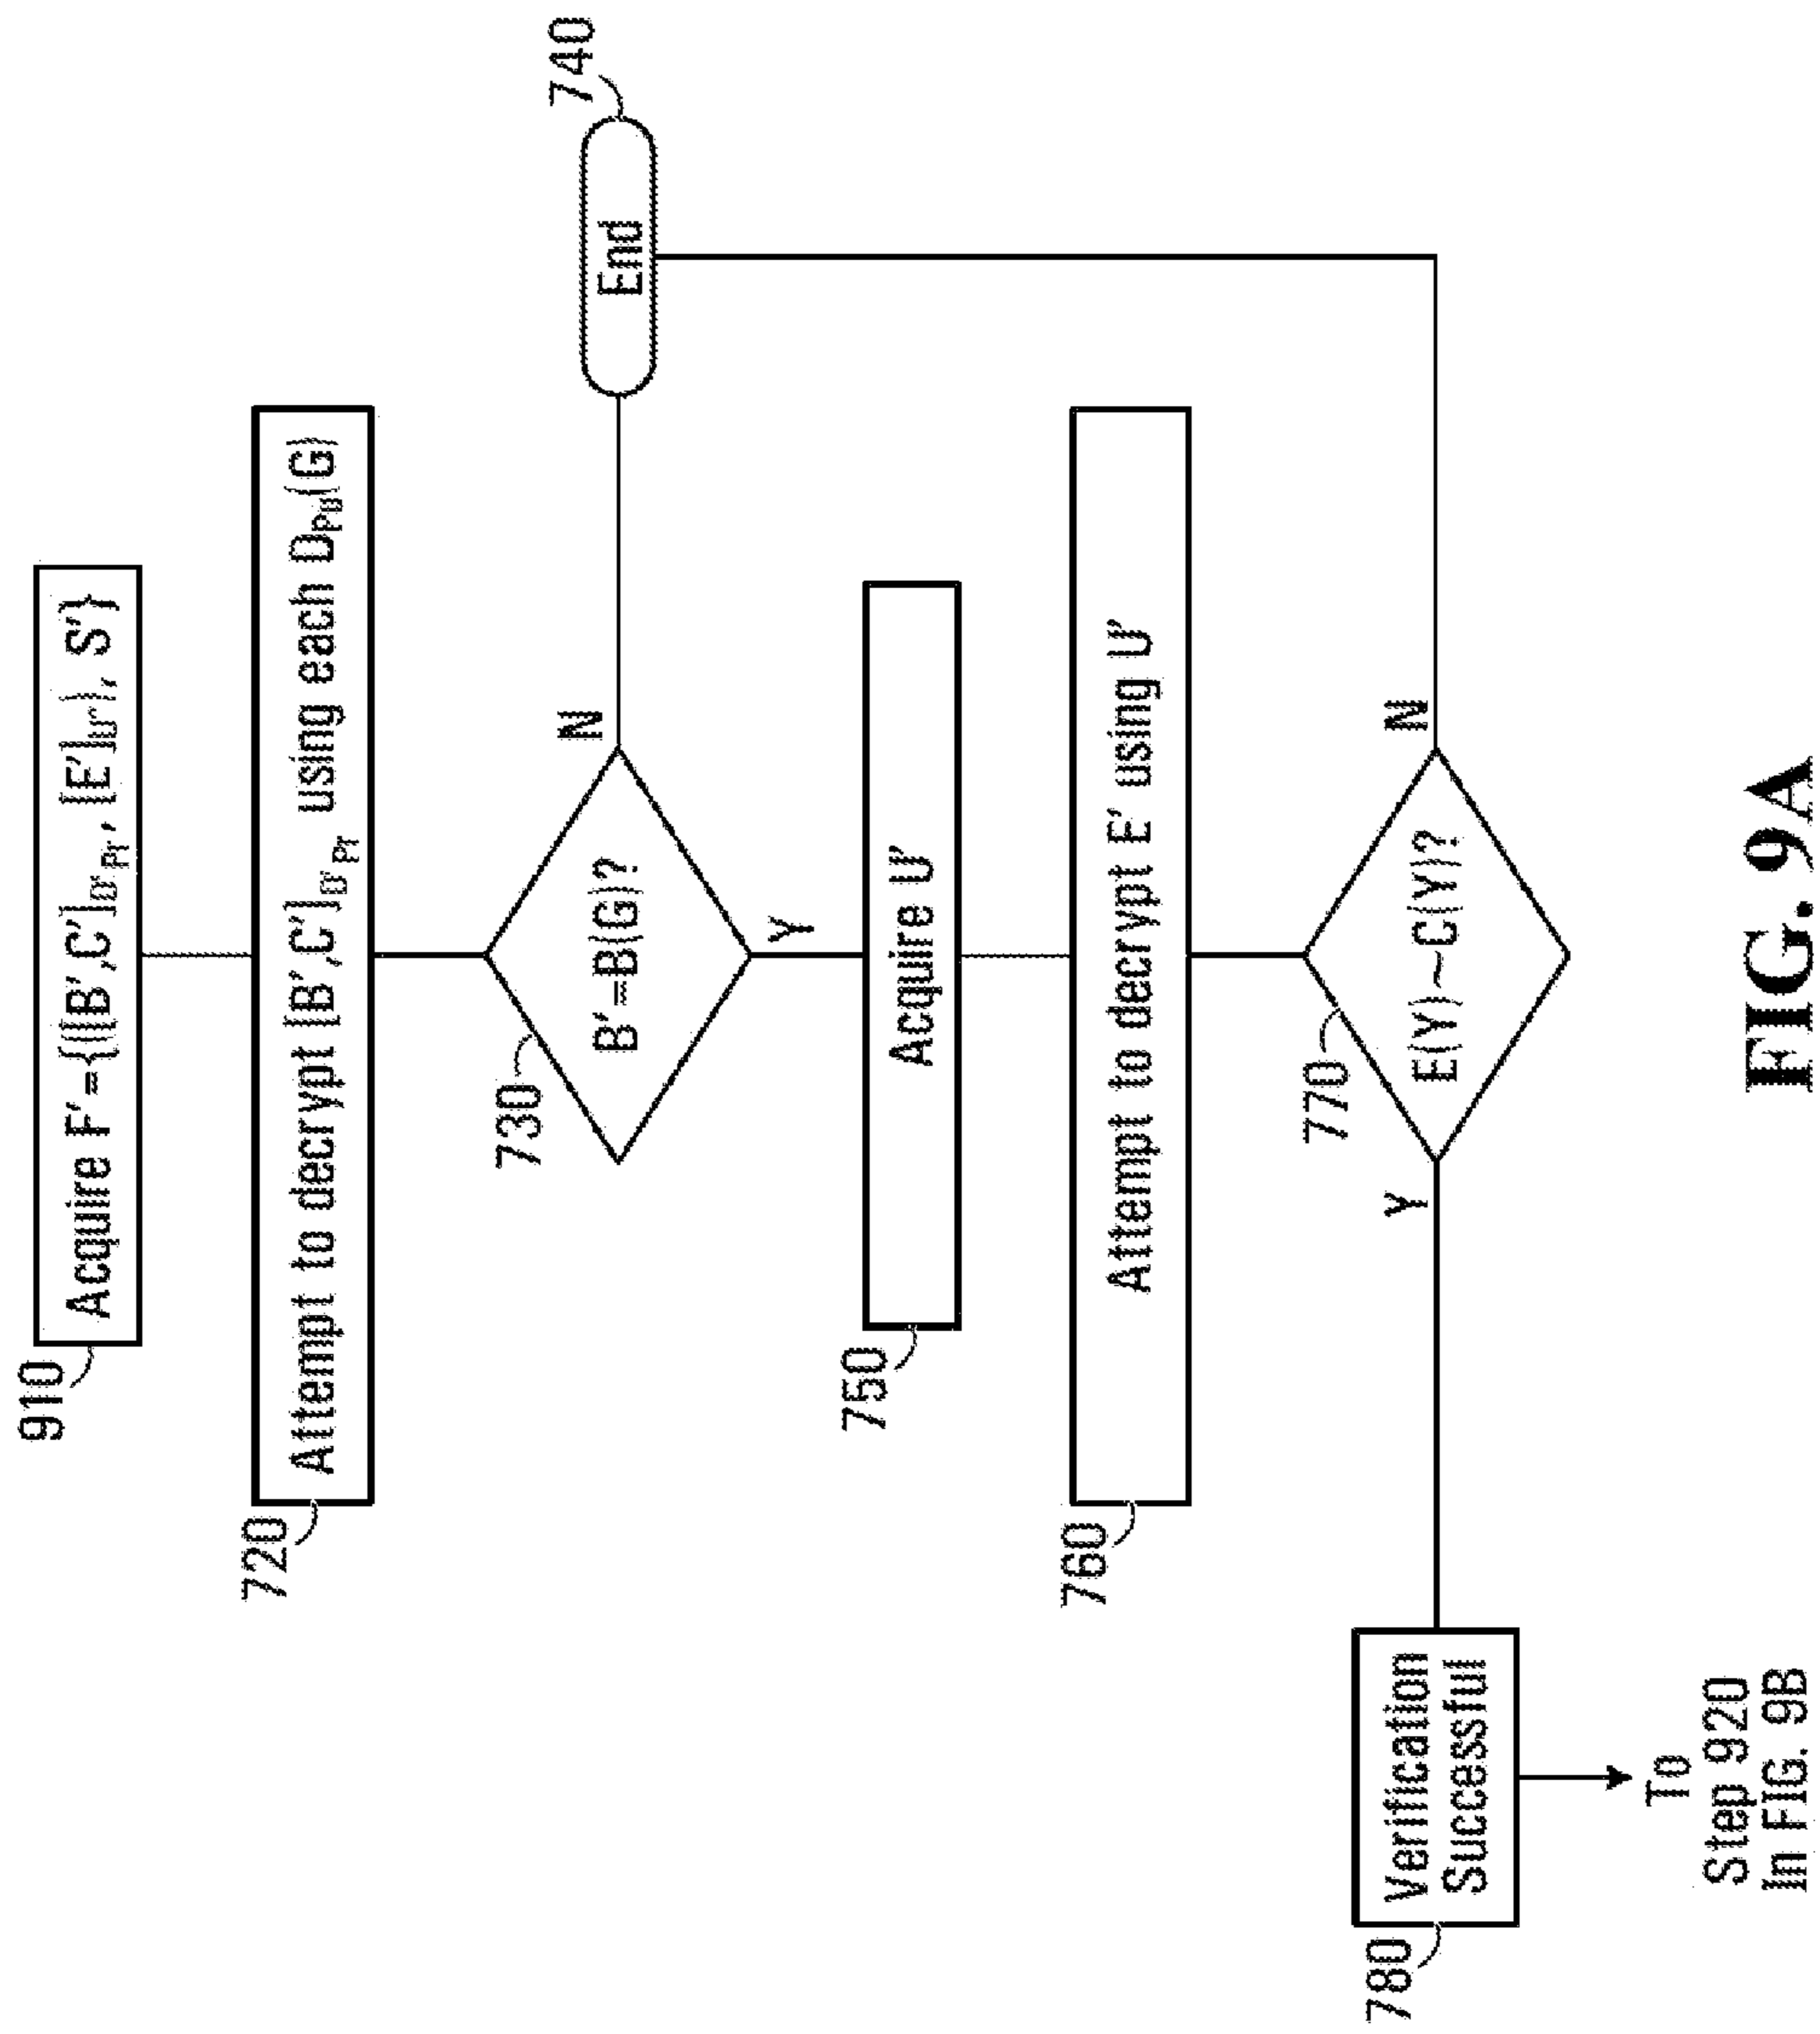 910
Acquire F'={([B',C']D'Pr, [E']U'), S'}
720
Attempt to decrypt [B',C']D'Pr using each DPu(G)
730
B'=B(G)?
N
End
740
Y
750
Acquire U'
760
Attempt to decrypt E' using U'
770
E(Y)~C(Y)?
N
Y
780
Verification
Successful
To
Step 920
In FIG. 9B
FIG. 9A